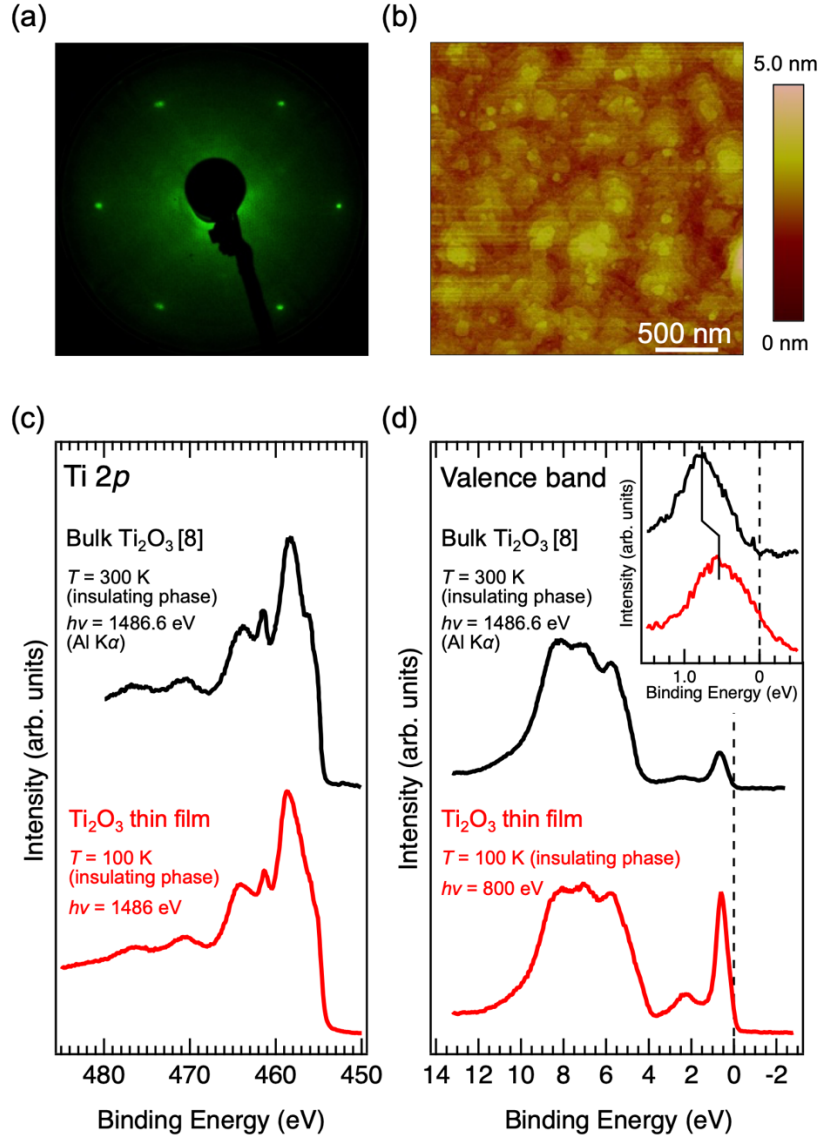 (a)
(b)
5.0 nm
0 nm
500 nm
(c)
(d)
Ti 2p
Bulk Ti₂O₃ [8]
T = 300 K
(insulating phase)
hν = 1486.6 eV
(Al Kα)
Ti₂O₃ thin film
T = 100 K
(insulating phase)
hν = 1486 eV
Intensity (arb. units)
480 470 460 450
Binding Energy (eV)
Valence band
Bulk Ti₂O₃ [8]
T = 300 K
(insulating phase)
hν = 1486.6 eV
(Al Kα)
Intensity (arb. units)
1.0 0
Binding Energy (eV)
Ti₂O₃ thin film
T = 100 K (insulating phase)
hν = 800 eV
Intensity (arb. units)
14 12 10 8 6 4 2 0 -2
Binding Energy (eV)